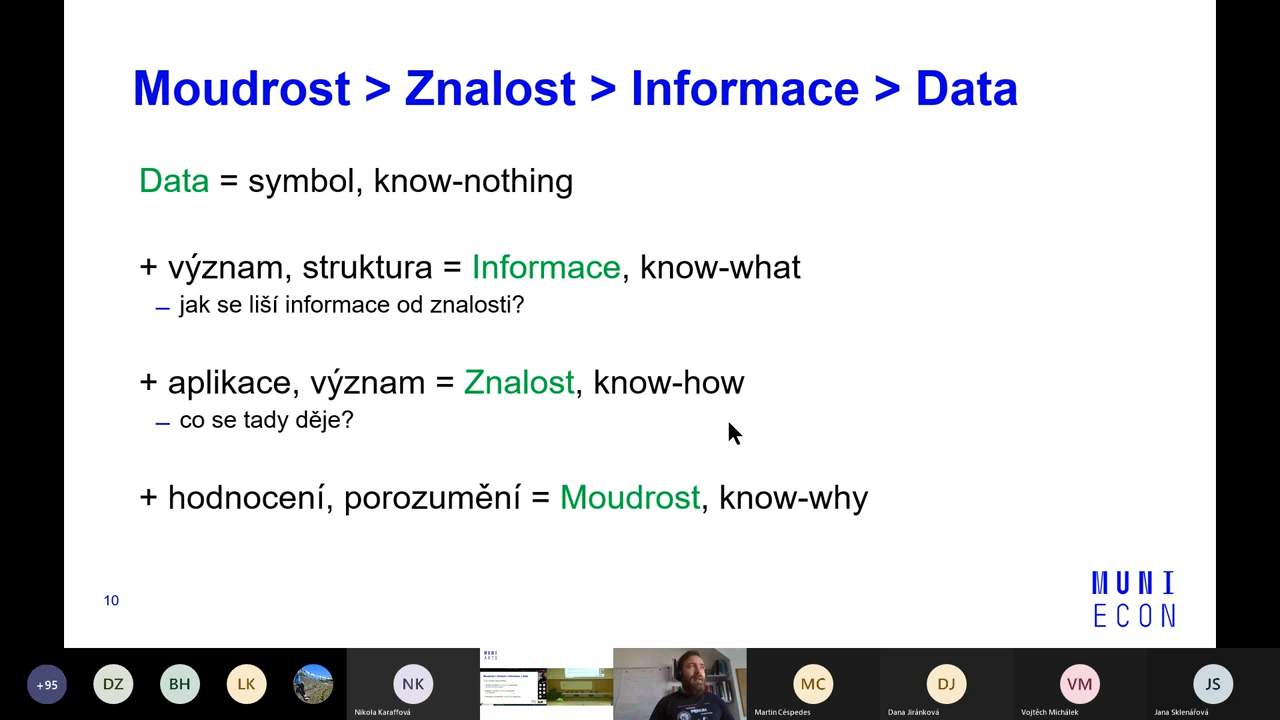 Moudrost > Znalost > Informace > Data
Data = symbol, know-nothing
+ význam, struktura = Informace, know-what
– jak se liší informace od znalosti?
+ aplikace, význam = Znalost, know-how
– co se tady děje?
+ hodnocení, porozumění = Moudrost, know-why
10
MUNI
ECON
+95
DZ
BH
LK
NK
Nikola Karaffová
MUNI
ARTS
MC
Martin Céspedes
DJ
Dana Jiránková
VM
Vojtěch Michálek
JS
Jana Sklenářová